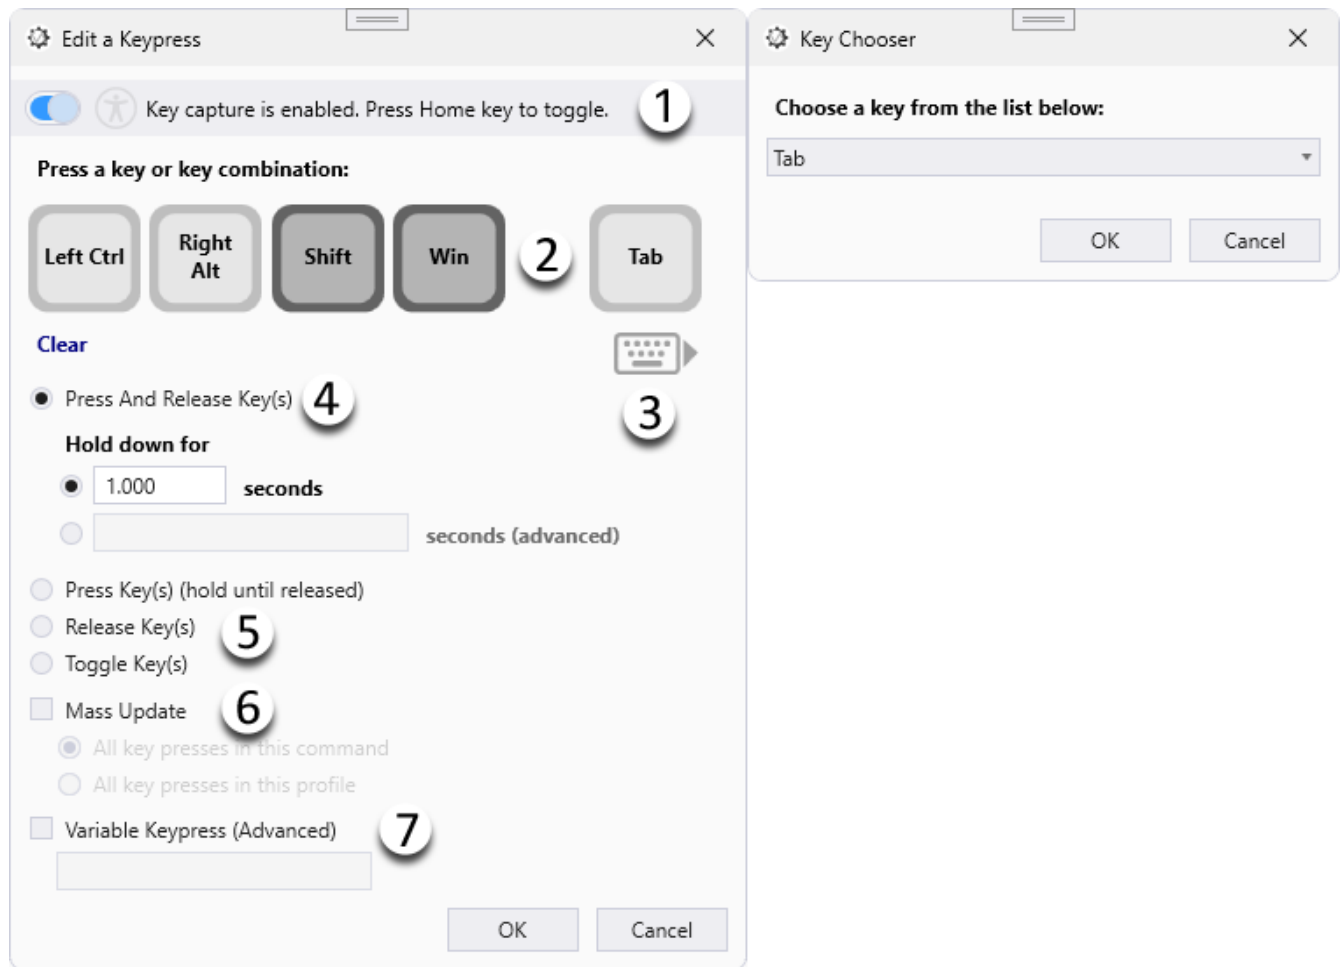 Edit a Keypress
Key capture is enabled. Press Home key to toggle.
1
Press a key or key combination:
Left Ctrl
Right
Alt
Shift
Win
2
Tab
Clear
3
Press And Release Key(s)
4
Hold down for
1.000 seconds
seconds (advanced)
Press Key(s) (hold until released)
Release Key(s)
5
Toggle Key(s)
Mass Update
6
All key presses in this command
All key presses in this profile
Variable Keypress (Advanced)
7
OK
Cancel
Key Chooser
Choose a key from the list below:
Tab
OK
Cancel